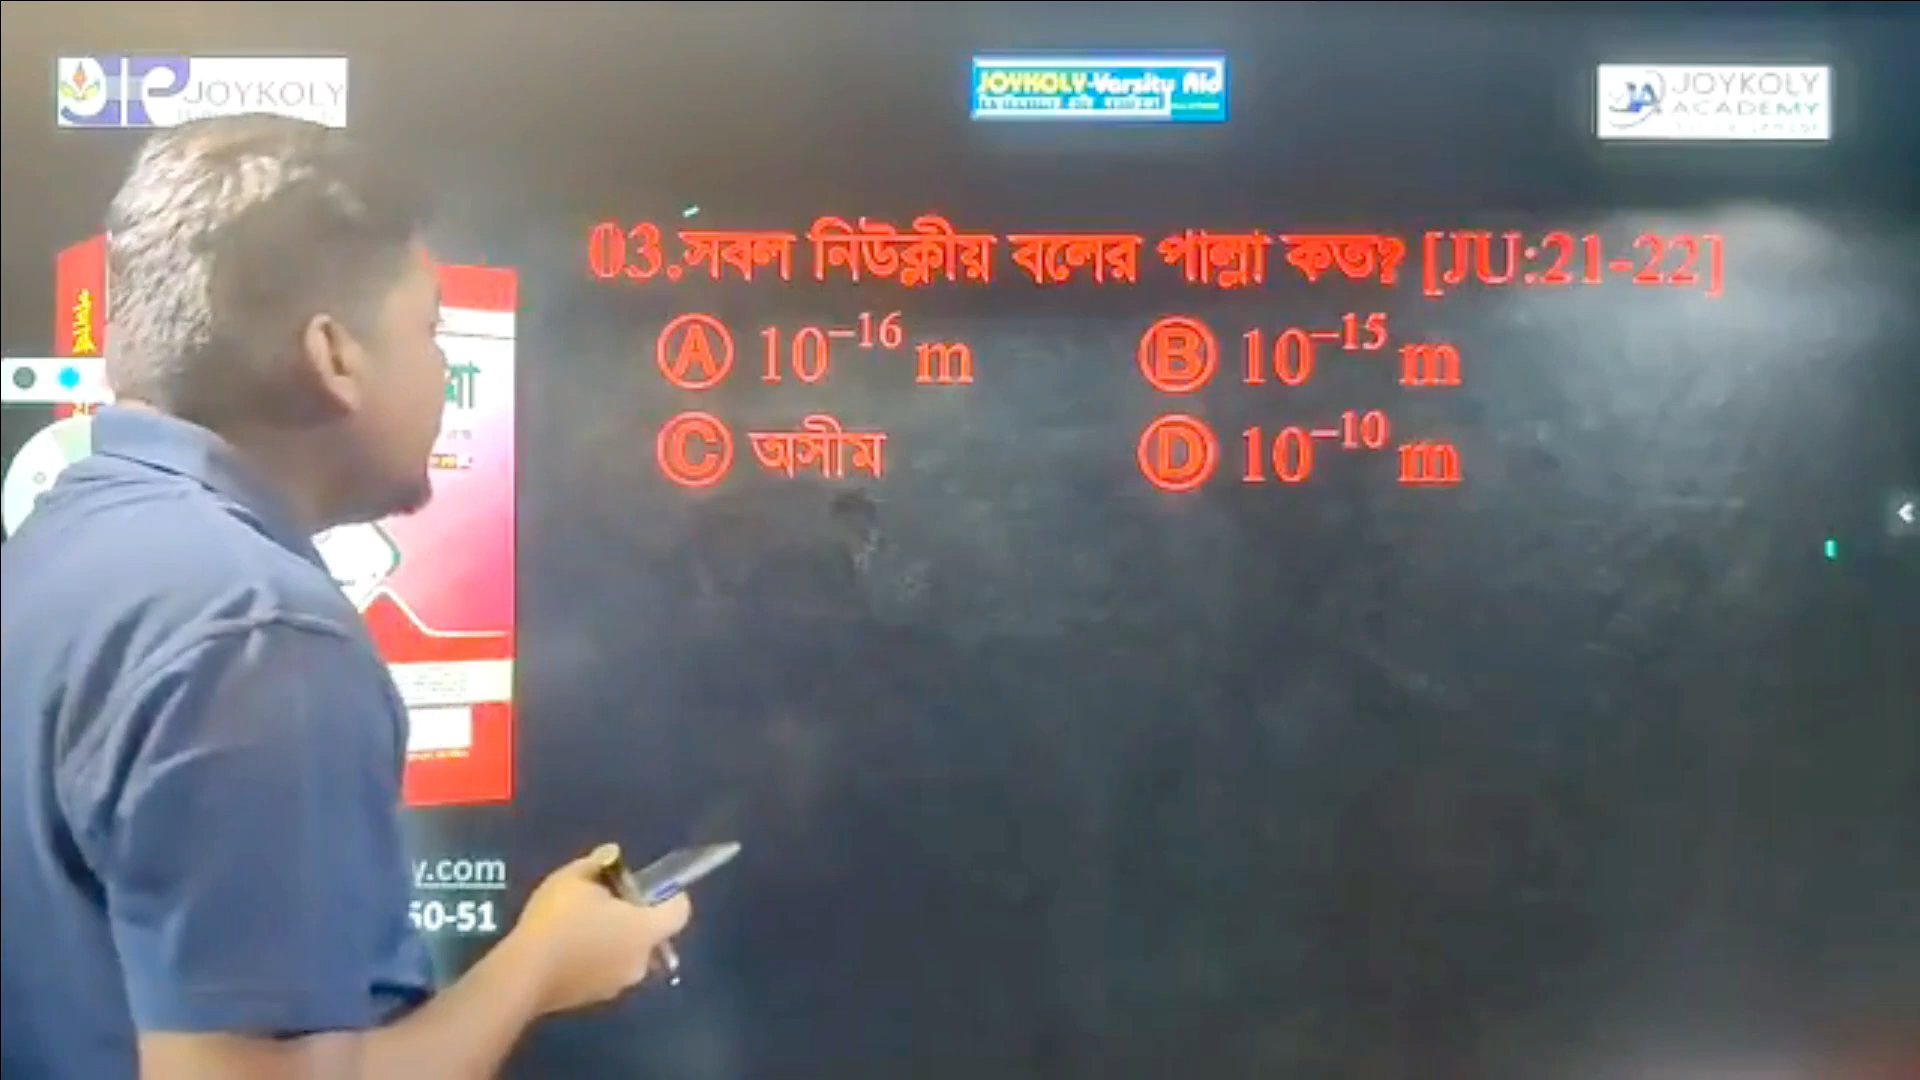 JOYKOLY
JOYKOLY-Varsity Aid
JOYKOLY
ACADEMY
03.সবল নিউক্লীয় বলের পাল্লা কত? [JU:21-22]
Ⓐ 10⁻¹⁶ m Ⓑ 10⁻¹⁵ m
Ⓒ অসীম Ⓓ 10⁻¹⁰ m
y.com
50-51